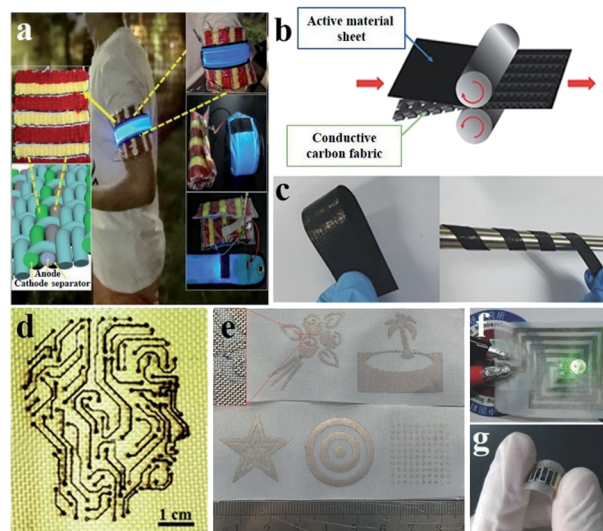 a
Anode
Cathode separator
b
Active material
sheet
Conductive
carbon fabric
c
d
1 cm
e
f
g